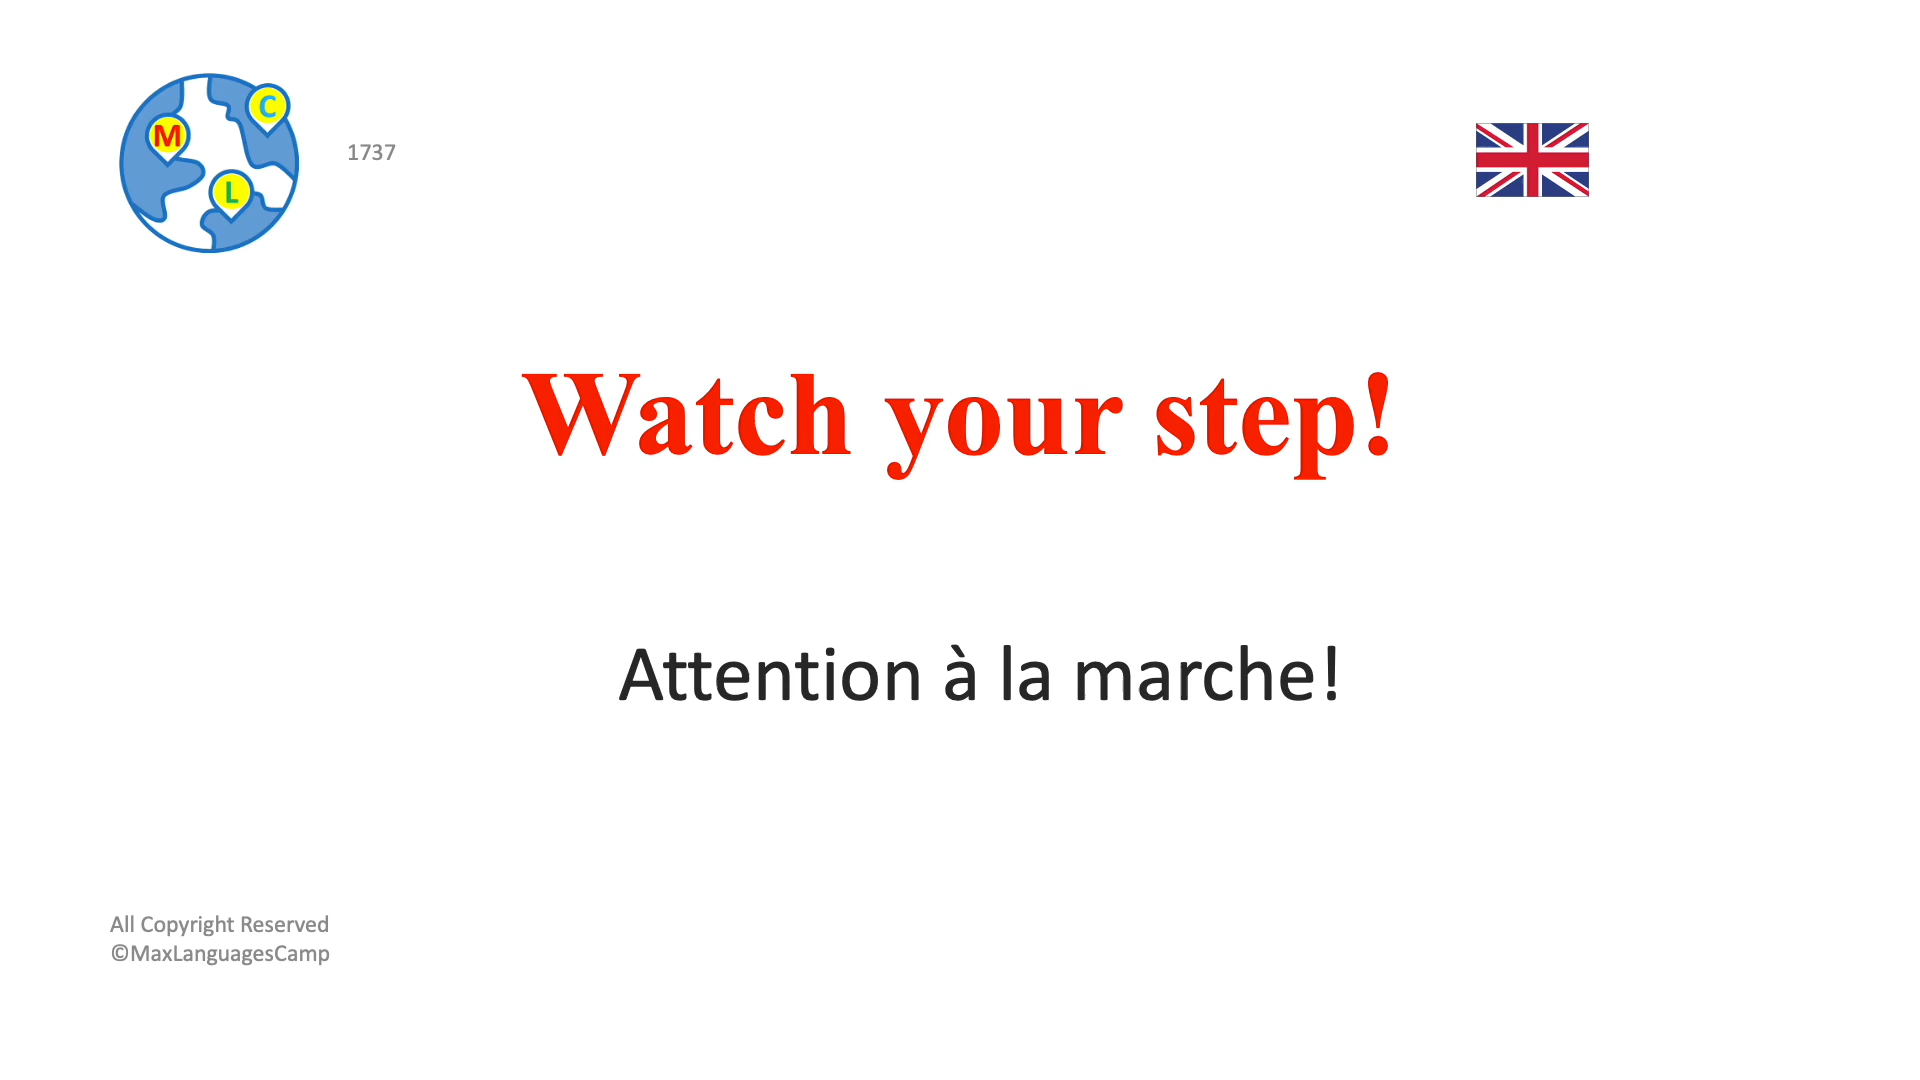 M
C
L
1737
Watch your step!
Attention à la marche!
All Copyright Reserved
©MaxLanguagesCamp